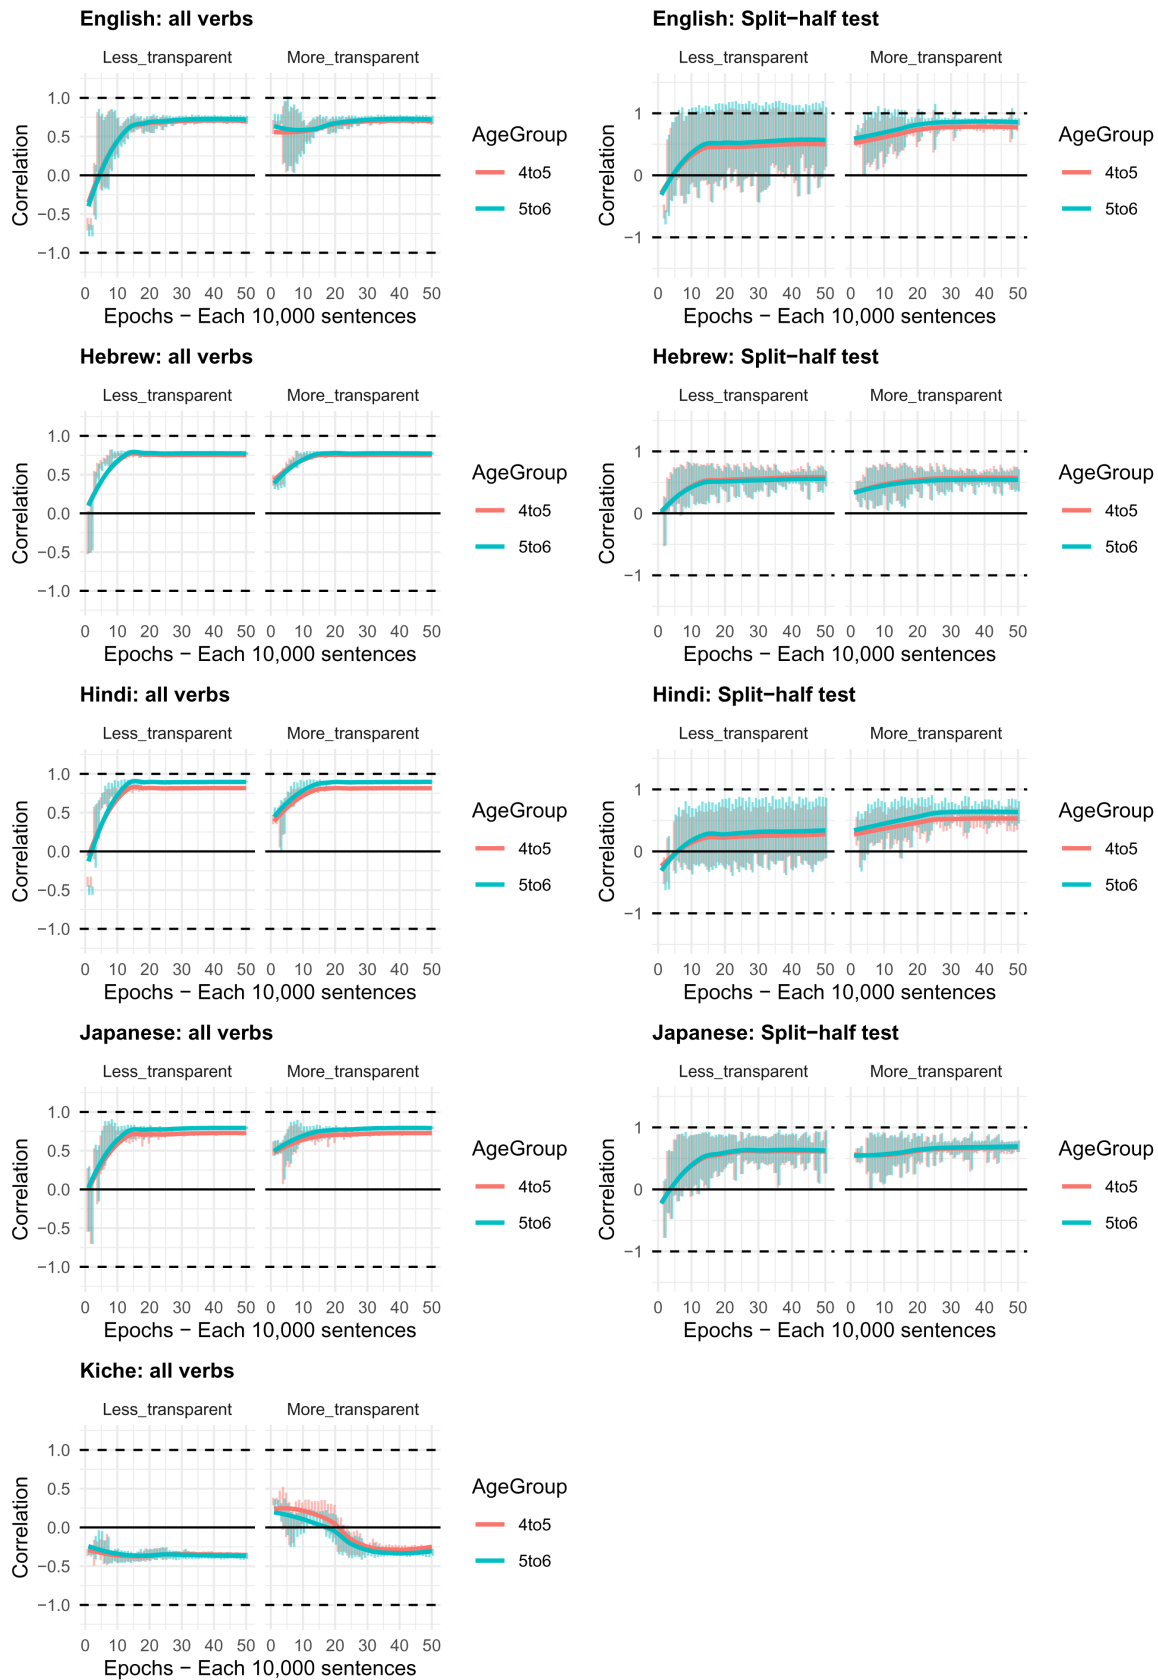 English: all verbs
Less_transparent More_transparent
1.0
0.5
0.0
−0.5
−1.0
Correlation
0 10 20 30 40 50 0 10 20 30 40 50
Epochs − Each 10,000 sentences
AgeGroup
4to5
5to6
English: Split−half test
Less_transparent More_transparent
1
0
−1
Correlation
0 10 20 30 40 50 0 10 20 30 40 50
Epochs − Each 10,000 sentences
AgeGroup
4to5
5to6
Hebrew: all verbs
Less_transparent More_transparent
1.0
0.5
0.0
−0.5
−1.0
Correlation
0 10 20 30 40 50 0 10 20 30 40 50
Epochs − Each 10,000 sentences
AgeGroup
4to5
5to6
Hebrew: Split−half test
Less_transparent More_transparent
1
0
−1
Correlation
0 10 20 30 40 50 0 10 20 30 40 50
Epochs − Each 10,000 sentences
AgeGroup
4to5
5to6
Hindi: all verbs
Less_transparent More_transparent
1.0
0.5
0.0
−0.5
−1.0
Correlation
0 10 20 30 40 50 0 10 20 30 40 50
Epochs − Each 10,000 sentences
AgeGroup
4to5
5to6
Hindi: Split−half test
Less_transparent More_transparent
1
0
−1
Correlation
0 10 20 30 40 50 0 10 20 30 40 50
Epochs − Each 10,000 sentences
AgeGroup
4to5
5to6
Japanese: all verbs
Less_transparent More_transparent
1.0
0.5
0.0
−0.5
−1.0
Correlation
0 10 20 30 40 50 0 10 20 30 40 50
Epochs − Each 10,000 sentences
AgeGroup
4to5
5to6
Japanese: Split−half test
Less_transparent More_transparent
1
0
−1
Correlation
0 10 20 30 40 50 0 10 20 30 40 50
Epochs − Each 10,000 sentences
AgeGroup
4to5
5to6
Kiche: all verbs
Less_transparent More_transparent
1.0
0.5
0.0
−0.5
−1.0
Correlation
0 10 20 30 40 50 0 10 20 30 40 50
Epochs − Each 10,000 sentences
AgeGroup
4to5
5to6